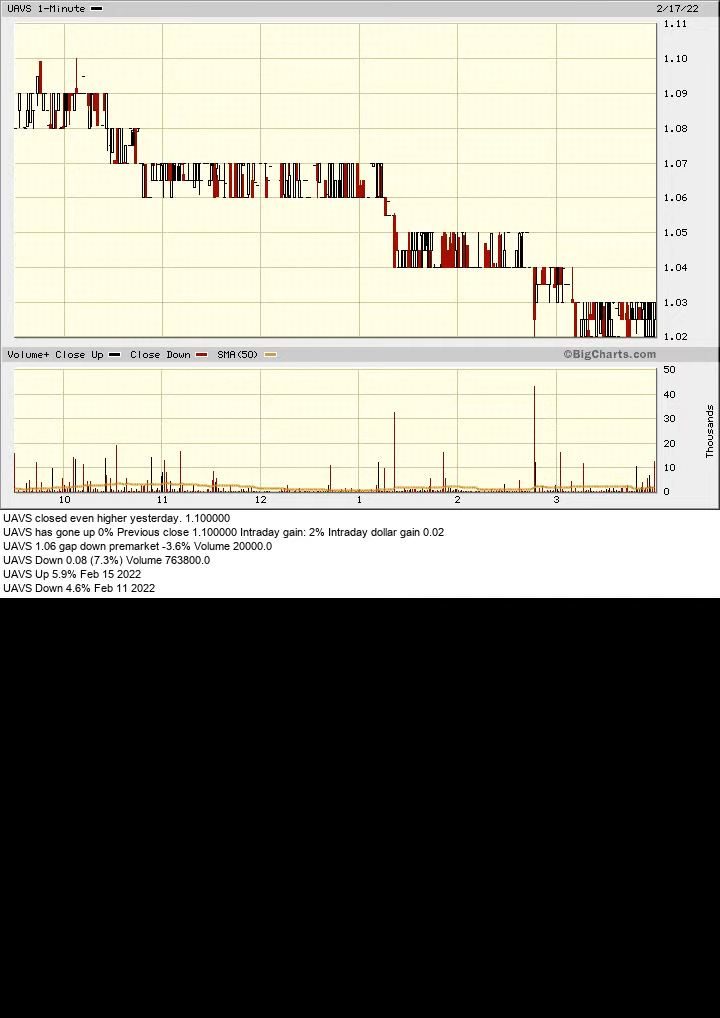 UAVS 1-Minute 2/17/22
1.11
1.10
1.09
1.08
1.07
1.06
1.05
1.04
1.03
1.02
Volume+ Close Up Close Down SMA(50) ©BigCharts.com
50
40
30
20
10
0
Thousands
10 11 12 1 2 3
UAVS closed even higher yesterday. 1.100000
UAVS has gone up 0% Previous close 1.100000 Intraday gain: 2% Intraday dollar gain 0.02
UAVS 1.06 gap down premarket -3.6% Volume 20000.0
UAVS Down 0.08 (7.3%) Volume 763800.0
UAVS Up 5.9% Feb 15 2022
UAVS Down 4.6% Feb 11 2022